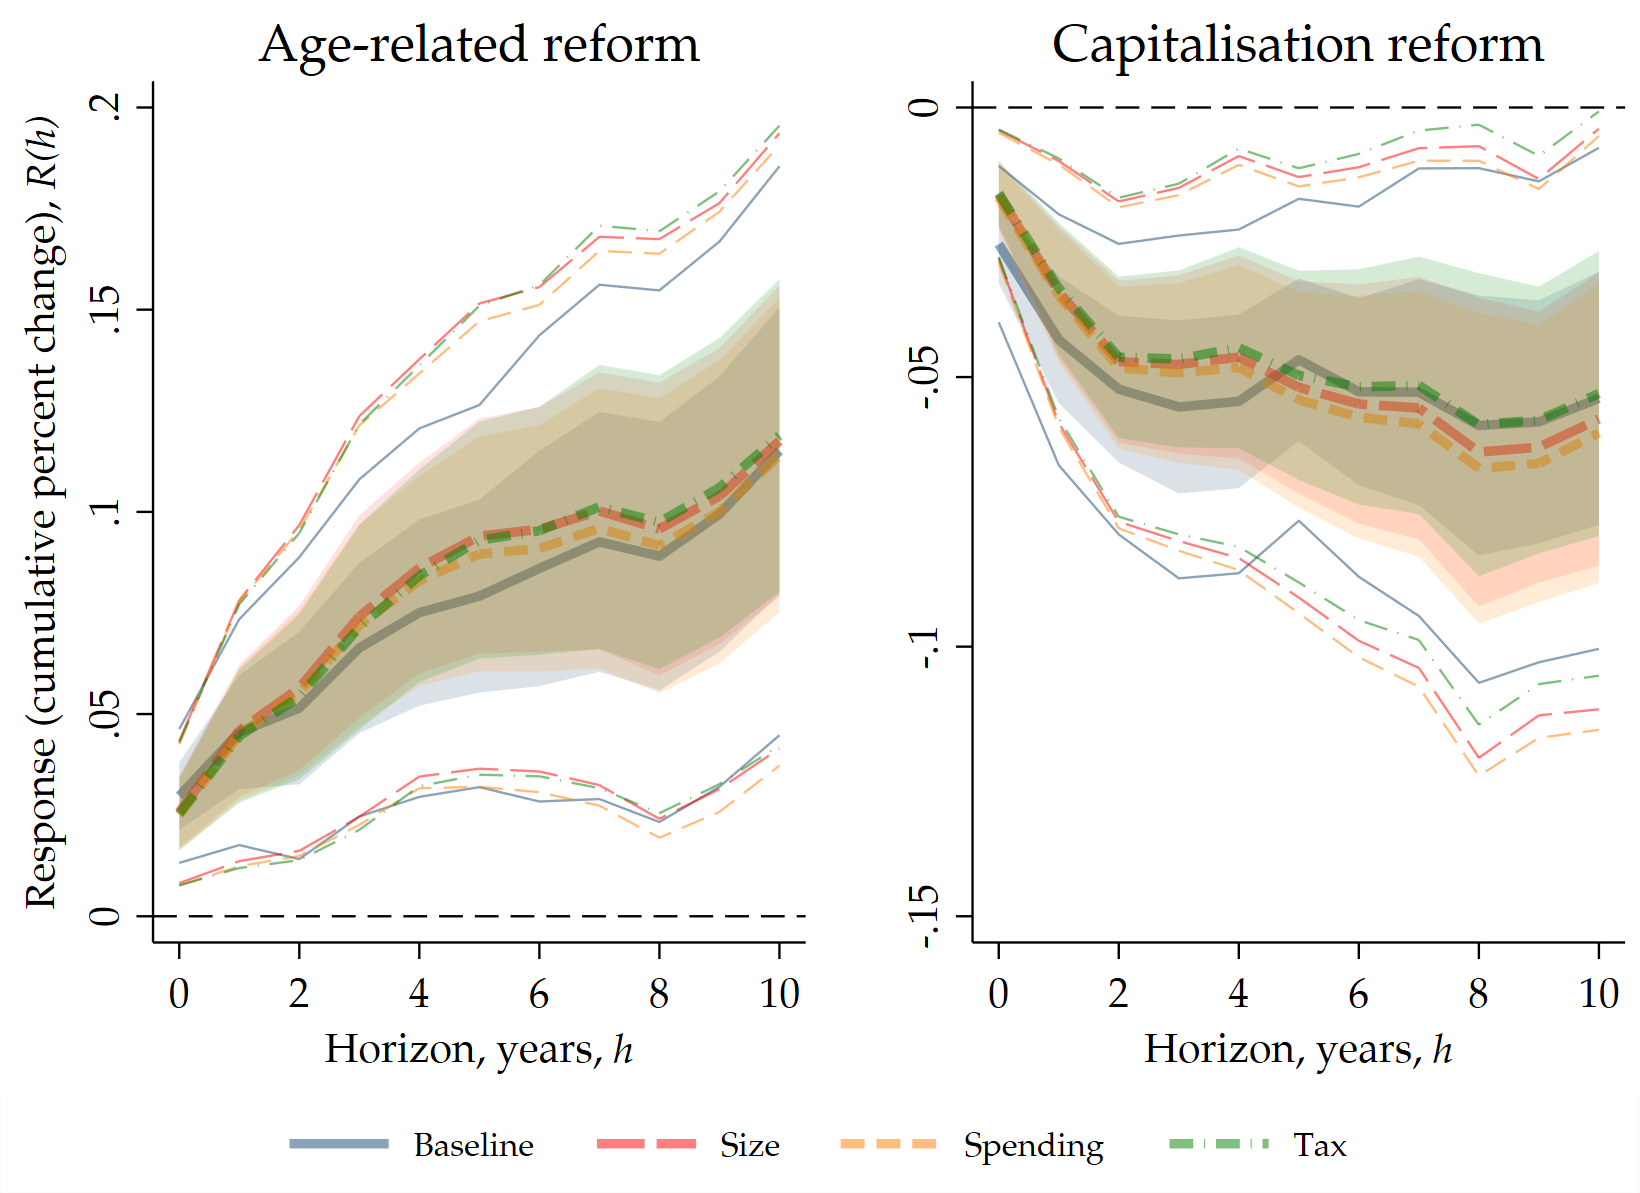 Age-related reform
Capitalisation reform
Response (cumulative percent change), R(h)
.2
.15
.1
.05
0
0
-.05
-.1
-.15
0 2 4 6 8 10
0 2 4 6 8 10
Horizon, years, h
Horizon, years, h
Baseline Size Spending Tax